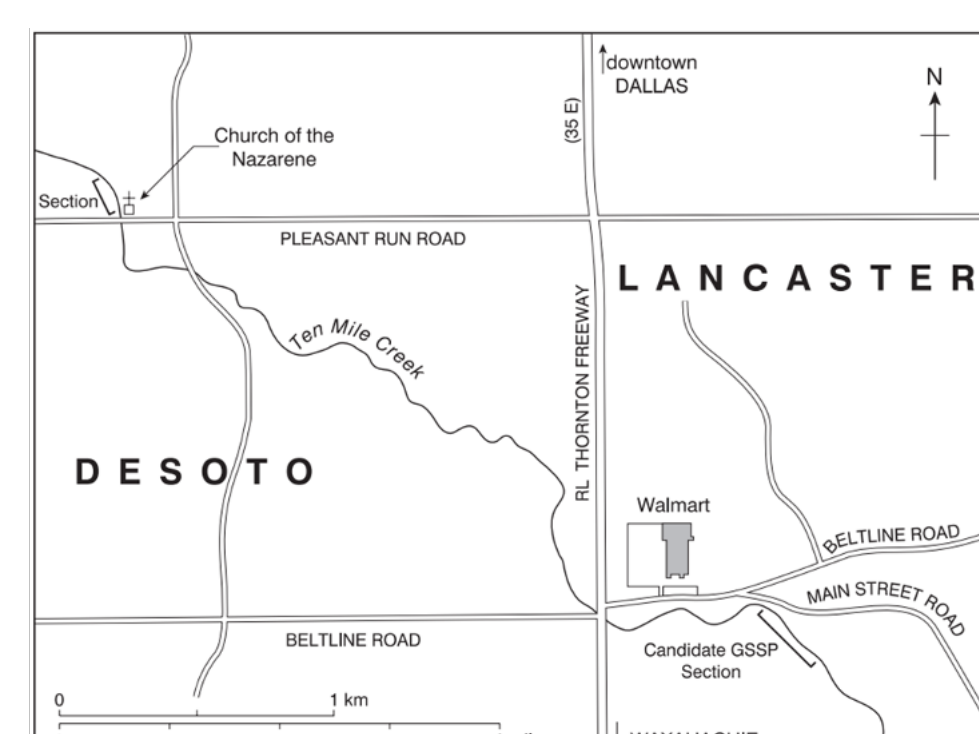 downtown
DALLAS
N
(35 E)
Church of the
Nazarene
Section
PLEASANT RUN ROAD
LANCASTER
RL THORNTON FREEWAY
Ten Mile Creek
DESOTO
Walmart
BELTLINE ROAD
MAIN STREET ROAD
BELTLINE ROAD
Candidate GSSP
Section
0 1 km